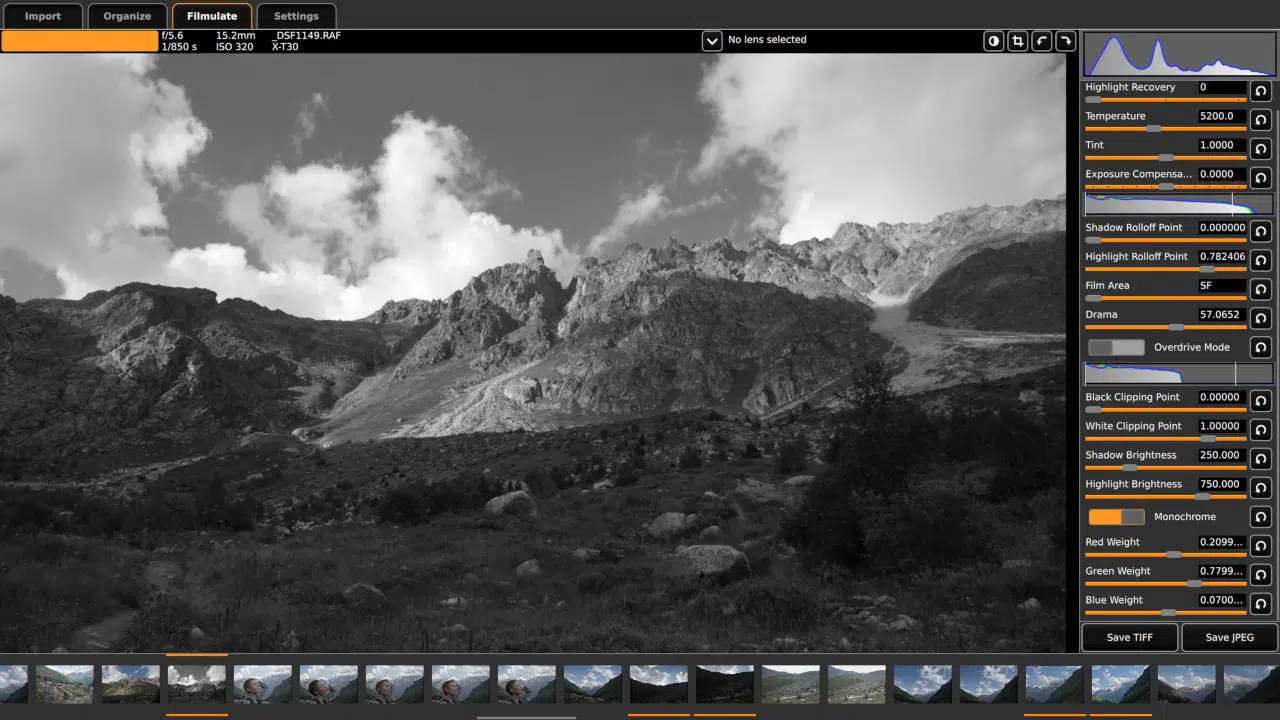 Import
Organize
Filmulate
Settings
f/5.6 15.2mm _DSF1149.RAF
1/850 s ISO 320 X-T30
No lens selected
Highlight Recovery 0
Temperature 5200.0
Tint 1.0000
Exposure Compensa... 0.0000
Shadow Rolloff Point 0.000000
Highlight Rolloff Point 0.782406
Film Area SF
Drama 57.0652
Overdrive Mode
Black Clipping Point 0.00000
White Clipping Point 1.00000
Shadow Brightness 250.000
Highlight Brightness 750.000
Monochrome
Red Weight 0.2099...
Green Weight 0.7799...
Blue Weight 0.0700...
Save TIFF
Save JPEG